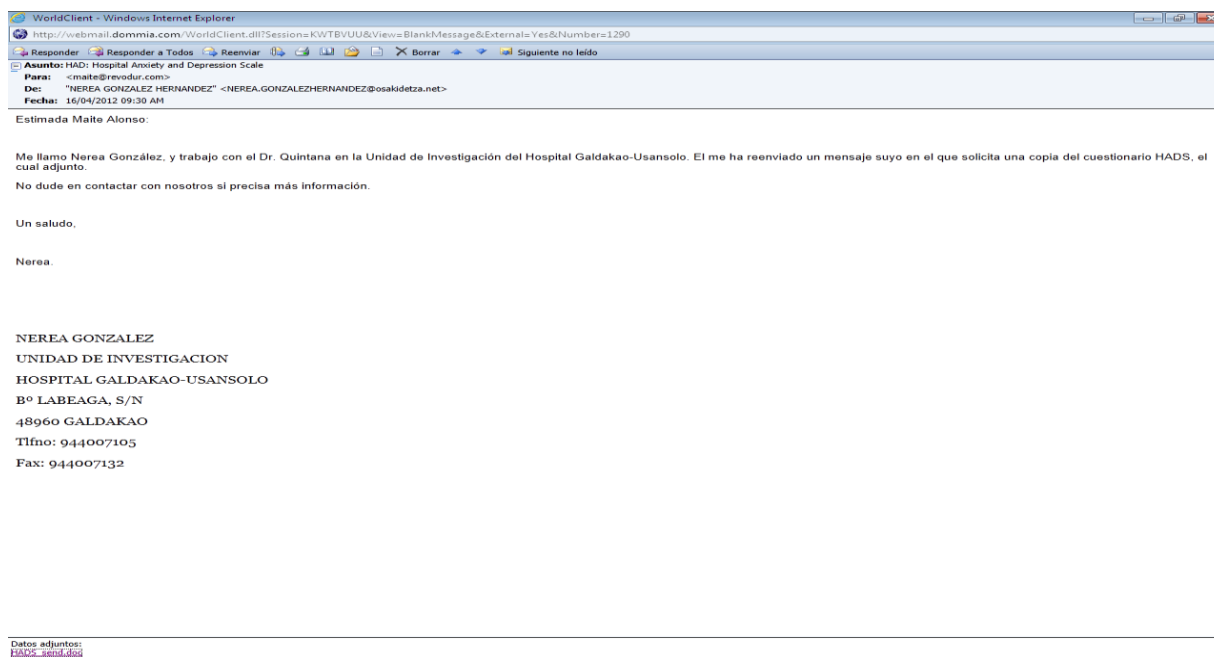 WorldClient - Windows Internet Explorer
http://webmail.dommia.com/WorldClient.dll?Session=KWTBVUU&View=BlankMessage&External=Yes&Number=1290
Responder Responder a Todos Reenviar Borrar Siguiente no leído
Asunto: HAD: Hospital Anxiety and Depression Scale
Para: <maite@revodur.com>
De: "NEREA GONZALEZ HERNANDEZ" <NEREA.GONZALEZHERNANDEZ@osakidetza.net>
Fecha: 16/04/2012 09:30 AM
Estimada Maite Alonso:
Me llamo Nerea González, y trabajo con el Dr. Quintana en la Unidad de Investigación del Hospital Galdakao-Usansolo. El me ha reenviado un mensaje suyo en el que solicita una copia del cuestionario HADS, el
cual adjunto.
No dude en contactar con nosotros si precisa más información.
Un saludo,
Nerea.
NEREA GONZALEZ
UNIDAD DE INVESTIGACION
HOSPITAL GALDAKAO-USANSOLO
Bº LABEAGA, S/N
48960 GALDAKAO
Tlfno: 944007105
Fax: 944007132
Datos adjuntos:
HADS_send.doc